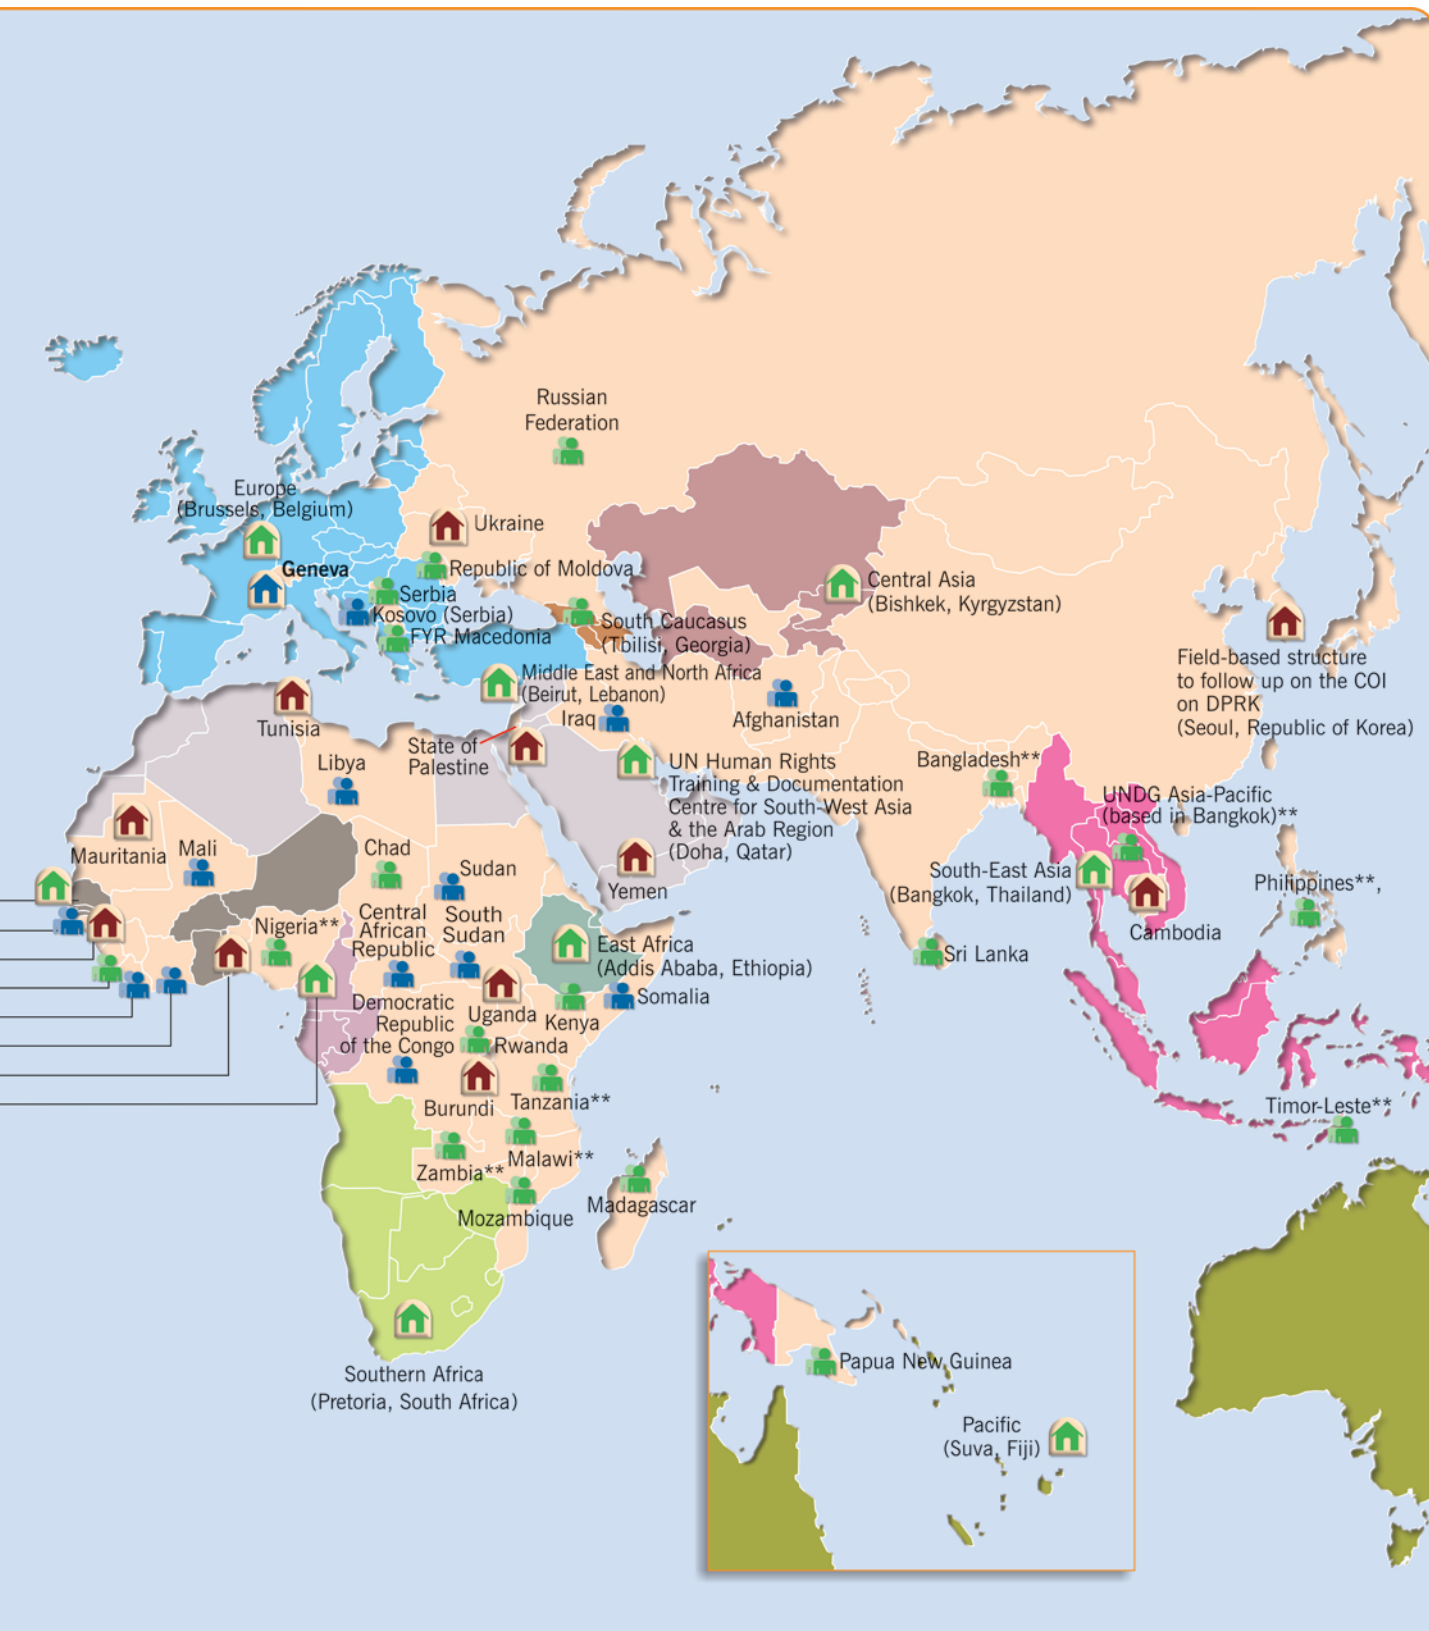 Russian
Federation
Europe
(Brussels, Belgium)
Ukraine
Geneva
Republic of Moldova
Central Asia
(Bishkek, Kyrgyzstan)
Serbia
Kosovo (Serbia)
FYR Macedonia
South Caucasus
(Tbilisi, Georgia)
Field-based structure
to follow up on the COI
on DPRK
(Seoul, Republic of Korea)
Middle East and North Africa
(Beirut, Lebanon)
Tunisia
Iraq
Afghanistan
State of
Palestine
Libya
Bangladesh**
UN Human Rights
Training & Documentation
Centre for South-West Asia
& the Arab Region
(Doha, Qatar)
UNDG Asia-Pacific
(based in Bangkok)**
Mauritania
Mali
Chad
Sudan
Yemen
South-East Asia
(Bangkok, Thailand)
Philippines**,
Nigeria**
Central
African
Republic
South
Sudan
Cambodia
East Africa
(Addis Ababa, Ethiopia)
Sri Lanka
Somalia
Democratic
Republic
of the Congo
Uganda
Kenya
Rwanda
Burundi
Tanzania**
Timor-Leste**
Malawi**
Zambia**
Madagascar
Mozambique
Southern Africa
(Pretoria, South Africa)
Papua New Guinea
Pacific
(Suva, Fiji)